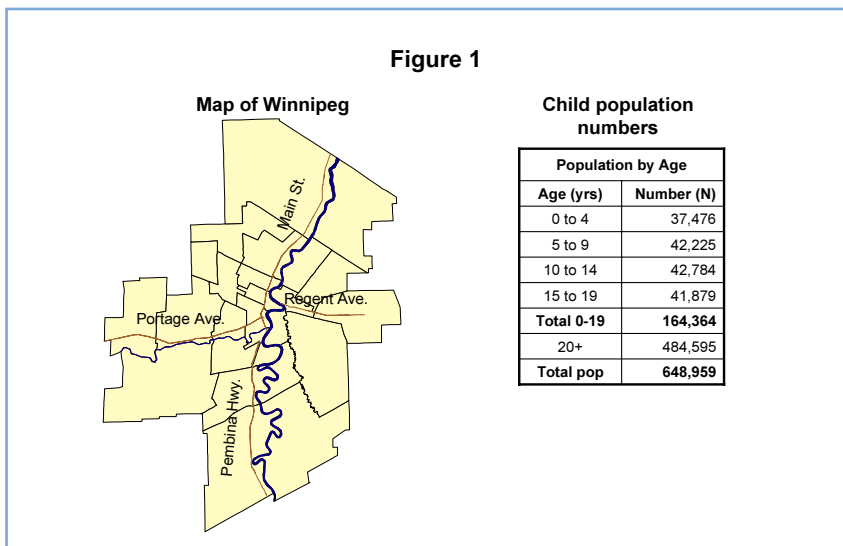 Figure 1
Map of Winnipeg
Main St.
Regent Ave.
Portage Ave.
Pembina Hwy.
Child population
numbers
Population by Age
Age (yrs) Number (N)
0 to 4 37,476
5 to 9 42,225
10 to 14 42,784
15 to 19 41,879
Total 0-19 164,364
20+ 484,595
Total pop 648,959